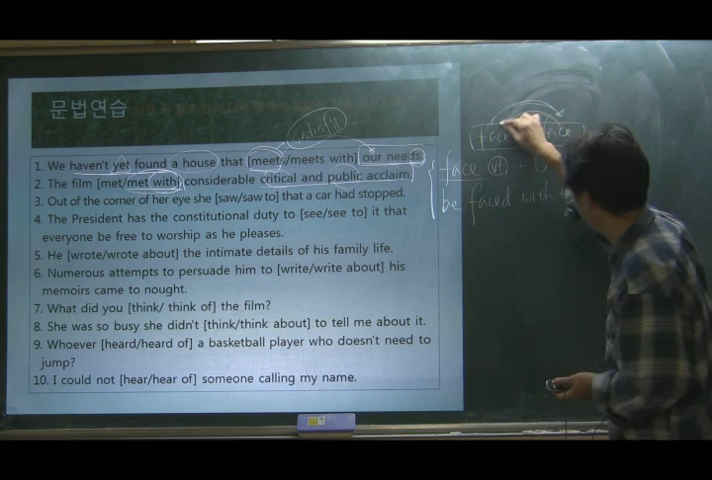 문법연습
satisfy
1. We haven't yet found a house that [meets/meets with] our needs.
2. The film [met/met with] considerable critical and public acclaim.
3. Out of the corner of her eye she [saw/saw to] that a car had stopped.
4. The President has the constitutional duty to [see/see to] it that
everyone be free to worship as he pleases.
5. He [wrote/wrote about] the intimate details of his family life.
6. Numerous attempts to persuade him to [write/write about] his
memoirs came to nought.
7. What did you [think/ think of] the film?
8. She was so busy she didn't [think/think about] to tell me about it.
9. Whoever [heard/heard of] a basketball player who doesn't need to
jump?
10. I could not [hear/hear of] someone calling my name.
face
face
be faced with